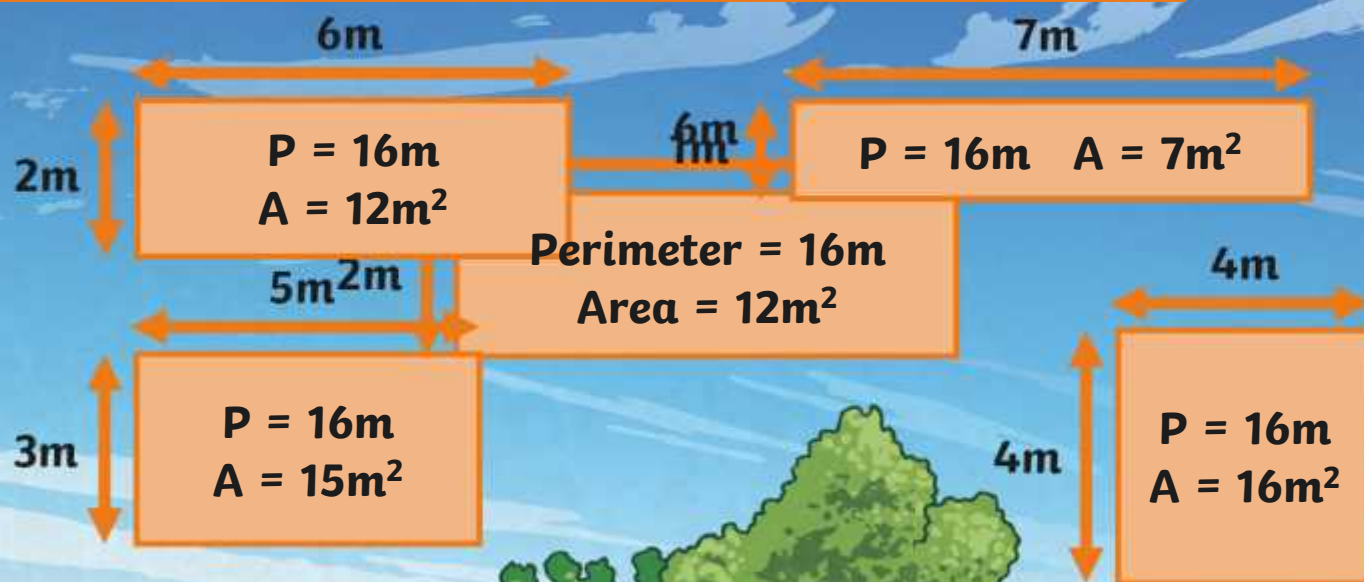 6m
7m
2m
P = 16m
A = 12m²
6m
P = 16m A = 7m²
Perimeter = 16m
Area = 12m²
5m
2m
4m
3m
P = 16m
A = 15m²
4m
P = 16m
A = 16m²